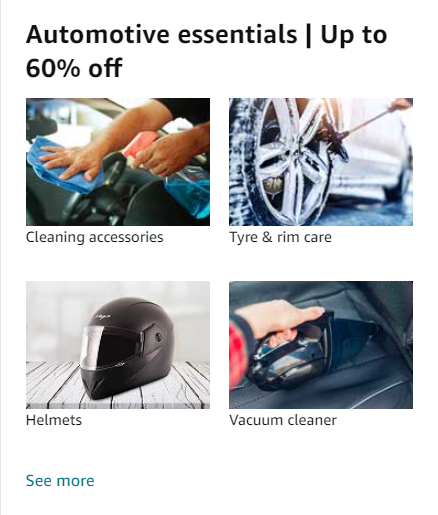 Automotive essentials | Up to
60% off
Cleaning accessories
Tyre & rim care
Helmets
Vacuum cleaner
See more